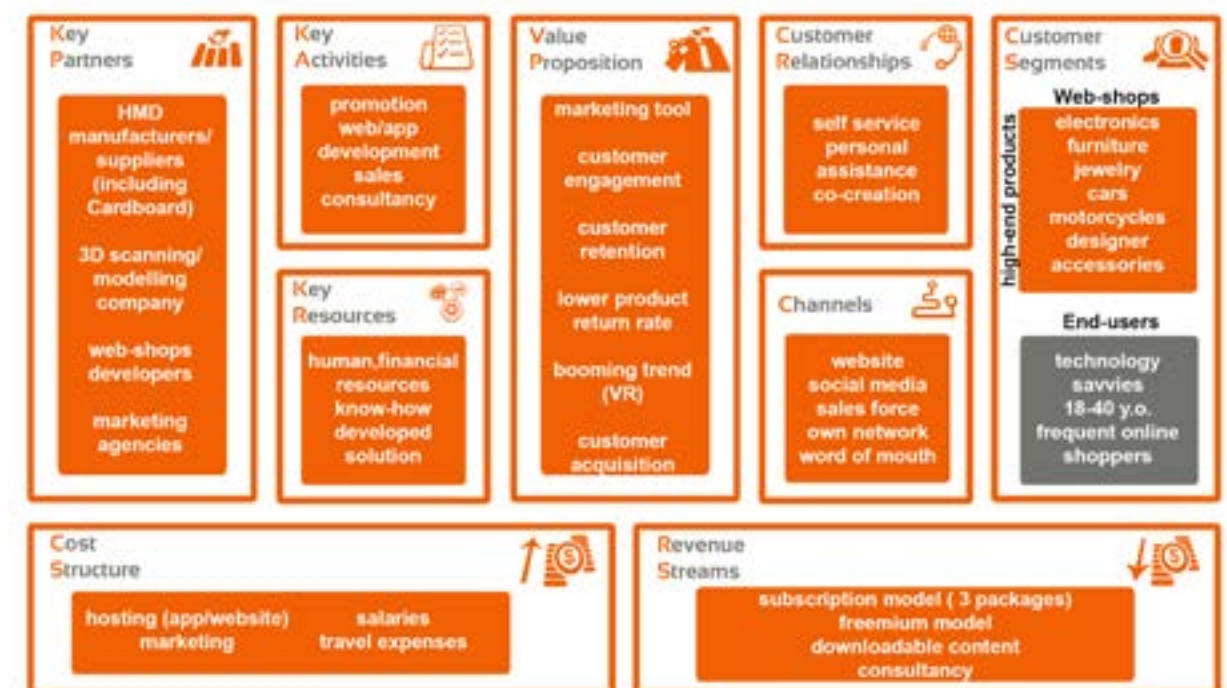 Key
Partners
HMD
manufacturers/
suppliers
(including
Cardboard)
3D scanning/
modelling
company
web-shops
developers
marketing
agencies
Key
Activities
promotion
web/app
development
sales
consultancy
Key
Resources
human,financial
resources
know-how
developed
solution
Value
Proposition
marketing tool
customer
engagement
customer
retention
lower product
return rate
booming trend
(VR)
customer
acquisition
Customer
Relationships
self service
personal
assistance
co-creation
Channels
website
social media
sales force
own network
word of mouth
Customer
Segments
Web-shops
high-end products
electronics
furniture
jewelry
cars
motorcycles
designer
accessories
End-users
technology
savvies
18-40 y.o.
frequent online
shoppers
Cost
Structure
hosting (app/website)
marketing
salaries
travel expenses
Revenue
Streams
subscription model ( 3 packages)
freemium model
downloadable content
consultancy